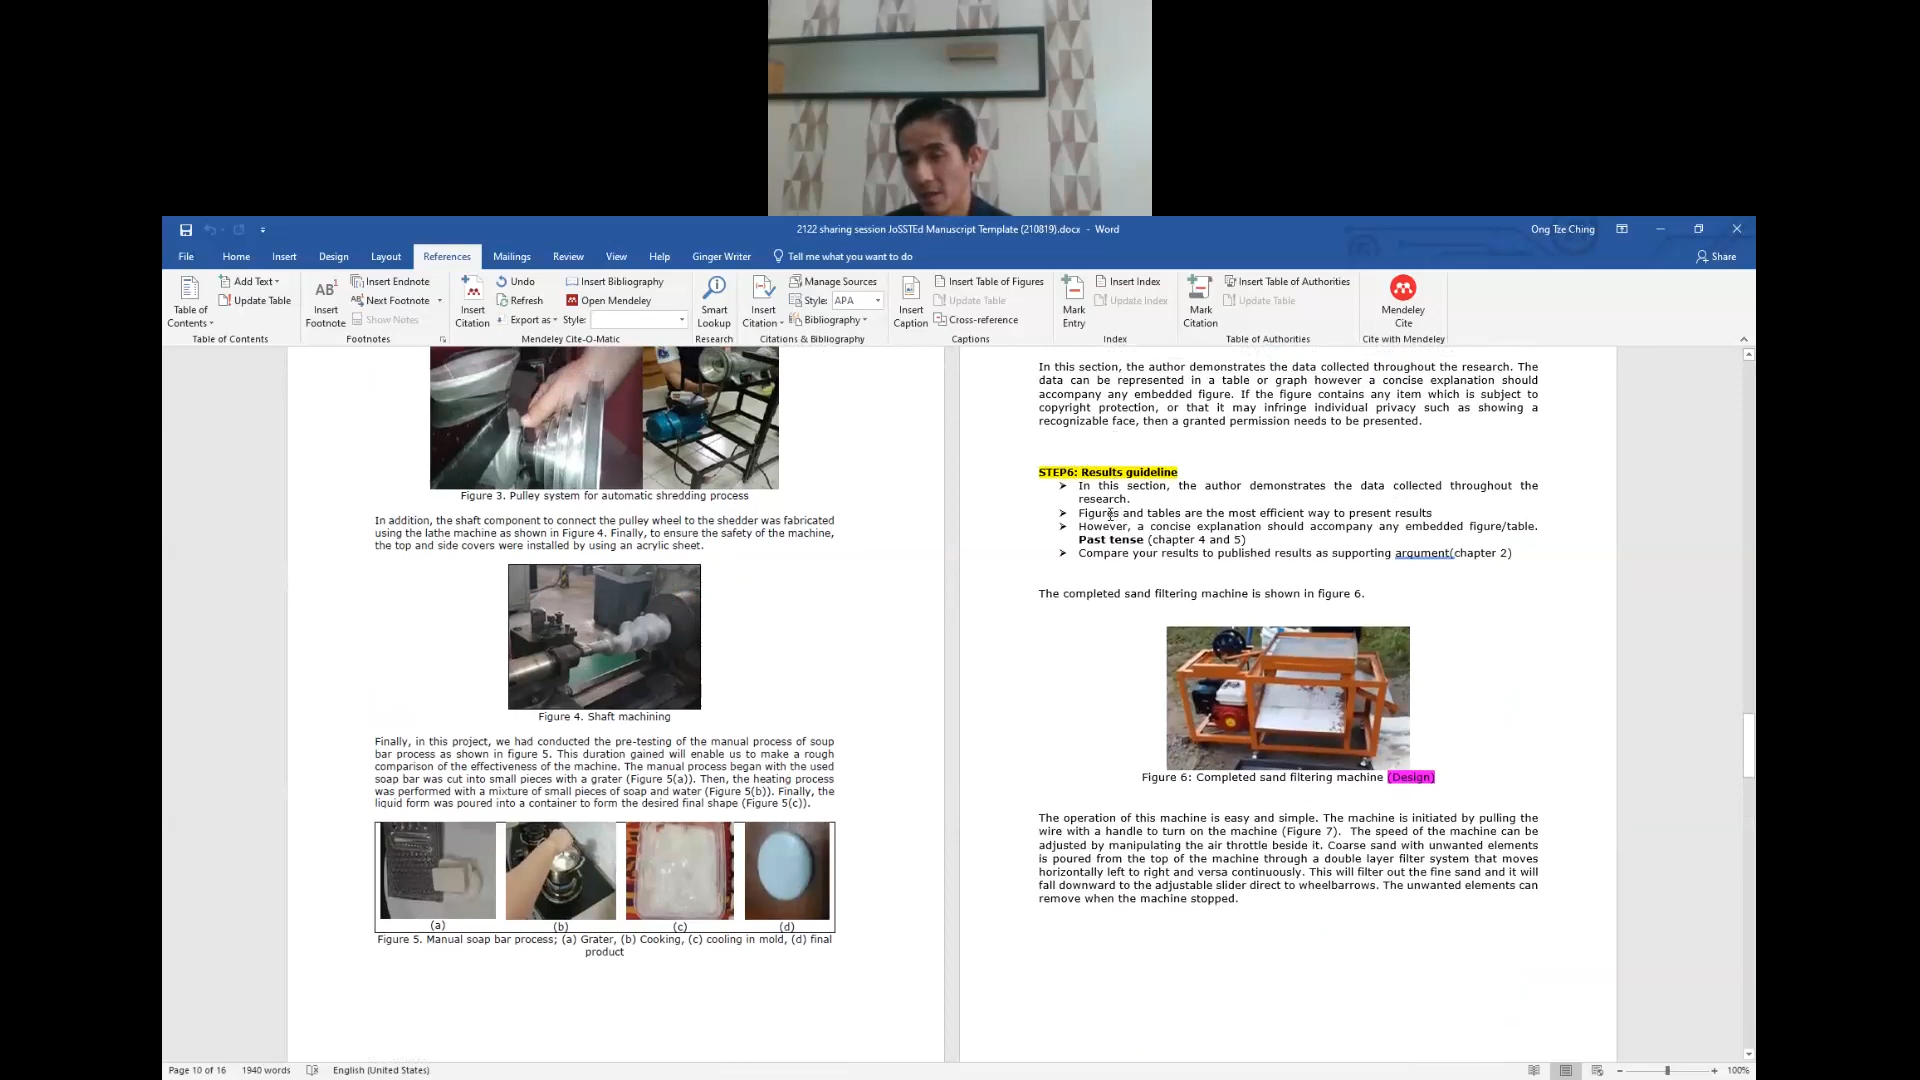 2122 sharing session JoSSTEd Manuscript Template (210819).docx - Word
Ong Tze Ching
File Home Insert Design Layout References Mailings Review View Help Ginger Writer Tell me what you want to do Share
Table of Contents
Add Text
Update Table
Table of Contents
AB1
Insert Footnote
Insert Endnote
AB1 Next Footnote
Show Notes
Footnotes
Insert Citation
Undo
Refresh
Export as
Insert Bibliography
Open Mendeley
Style:
Mendeley Cite-O-Matic
Smart Lookup
Research
Insert Citation
Manage Sources
Style: APA
Bibliography
Citations & Bibliography
Insert Caption
Insert Table of Figures
Update Table
Cross-reference
Captions
Mark Entry
Insert Index
Update Index
Index
Mark Citation
Insert Table of Authorities
Update Table
Table of Authorities
Mendeley Cite
Cite with Mendeley
Figure 3. Pulley system for automatic shredding process
In addition, the shaft component to connect the pulley wheel to the shedder was fabricated
using the lathe machine as shown in Figure 4. Finally, to ensure the safety of the machine,
the top and side covers were installed by using an acrylic sheet.
Figure 4. Shaft machining
Finally, in this project, we had conducted the pre-testing of the manual process of soup
bar process as shown in figure 5. This duration gained will enable us to make a rough
comparison of the effectiveness of the machine. The manual process began with the used
soap bar was cut into small pieces with a grater (Figure 5(a)). Then, the heating process
was performed with a mixture of small pieces of soap and water (Figure 5(b)). Finally, the
liquid form was poured into a container to form the desired final shape (Figure 5(c)).
(a) (b) (c) (d)
Figure 5. Manual soap bar process; (a) Grater, (b) Cooking, (c) cooling in mold, (d) final
product
In this section, the author demonstrates the data collected throughout the research. The
data can be represented in a table or graph however a concise explanation should
accompany any embedded figure. If the figure contains any item which is subject to
copyright protection, or that it may infringe individual privacy such as showing a
recognizable face, then a granted permission needs to be presented.
STEP6: Results guideline
➢ In this section, the author demonstrates the data collected throughout the
research.
➢ Figures and tables are the most efficient way to present results
➢ However, a concise explanation should accompany any embedded figure/table.
Past tense (chapter 4 and 5)
➢ Compare your results to published results as supporting argument(chapter 2)
The completed sand filtering machine is shown in figure 6.
Figure 6: Completed sand filtering machine (Design)
The operation of this machine is easy and simple. The machine is initiated by pulling the
wire with a handle to turn on the machine (Figure 7). The speed of the machine can be
adjusted by manipulating the air throttle beside it. Coarse sand with unwanted elements
is poured from the top of the machine through a double layer filter system that moves
horizontally left to right and versa continuously. This will filter out the fine sand and it will
fall downward to the adjustable slider direct to wheelbarrows. The unwanted elements can
remove when the machine stopped.
Page 10 of 16 1940 words English (United States) 100%